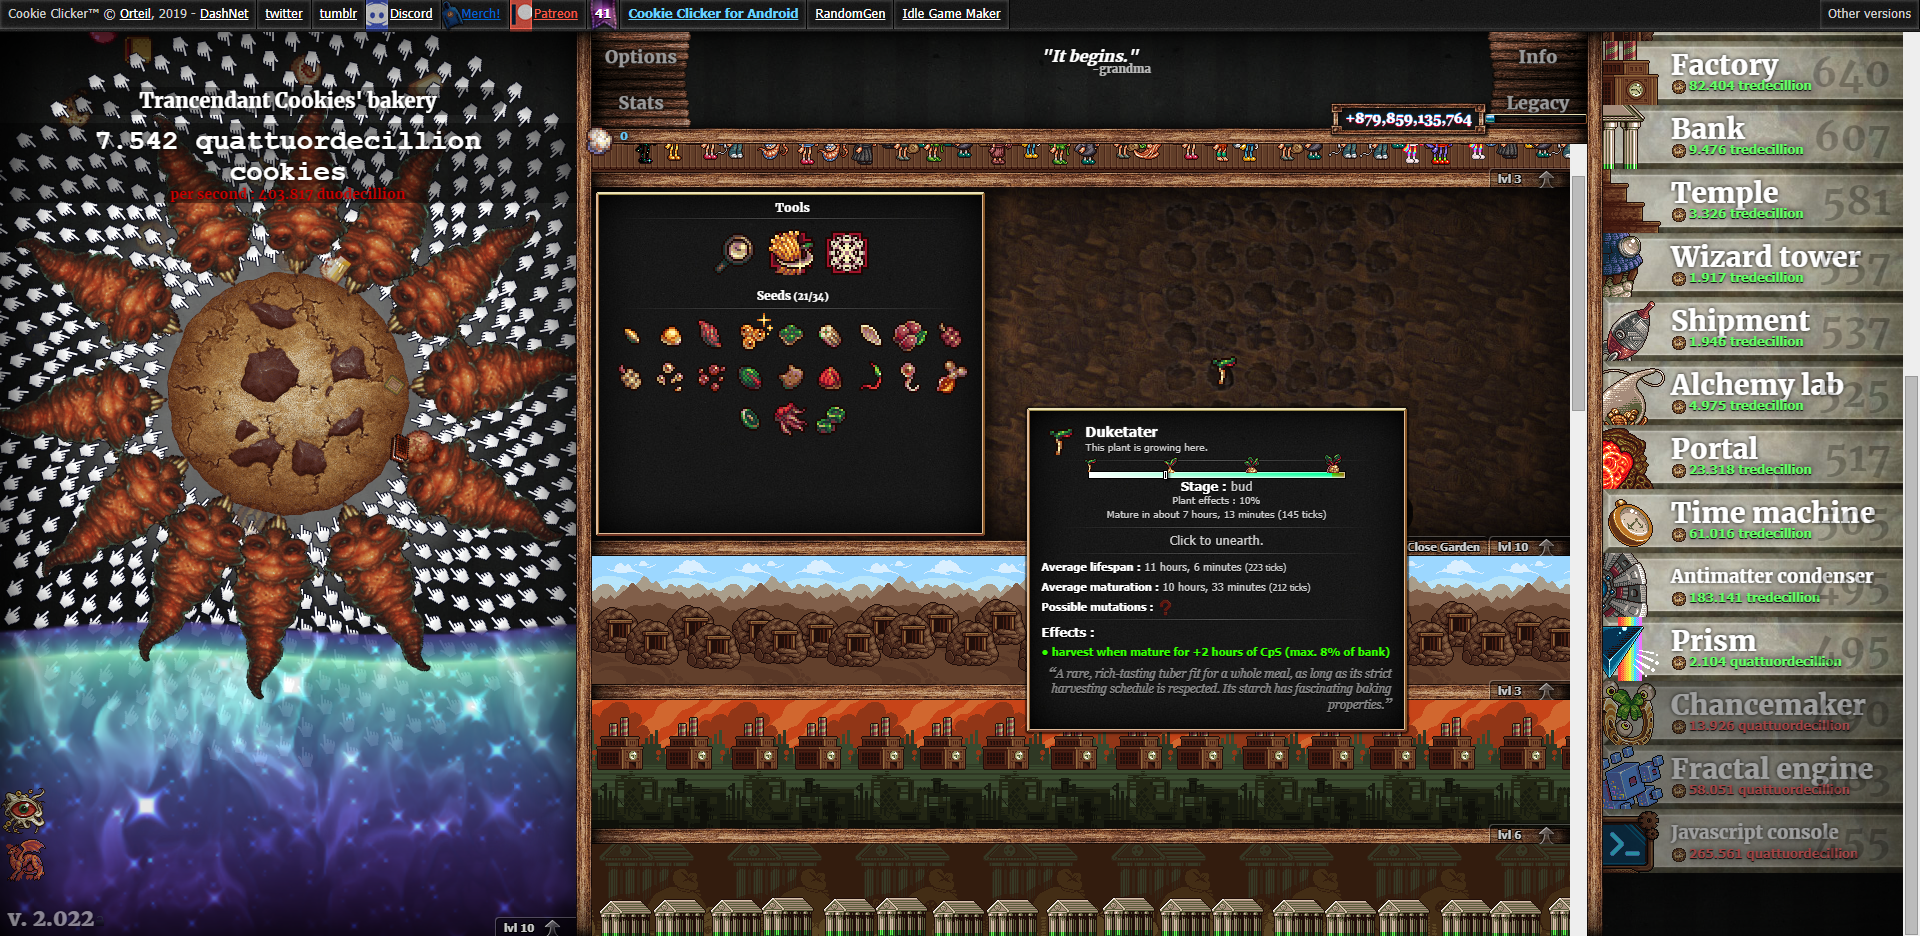 Cookie Clicker™ © Orteil, 2019 - DashNet
twitter
tumblr
Discord
Merch!
Patreon
41
Cookie Clicker for Android
RandomGen
Idle Game Maker
Other versions
Trancendant Cookies' bakery
7.542 quattuordecillion
cookies
per second : 403.817 duodecillion
v. 2.022
lvl 10
Options
Stats
"It begins."
-grandma
Info
Legacy
+879,859,135,764
0
lvl 3
Tools
Seeds (21/34)
Close Garden
lvl 10
Duketater
This plant is growing here.
Stage : bud
Plant effects : 10%
Mature in about 7 hours, 13 minutes (145 ticks)
Click to unearth.
Average lifespan : 11 hours, 6 minutes (223 ticks)
Average maturation : 10 hours, 33 minutes (212 ticks)
Possible mutations : ?
Effects :
• harvest when mature for +2 hours of CpS (max. 8% of bank)
“A rare, rich-tasting tuber fit for a whole meal, as long as its strict
harvesting schedule is respected. Its starch has fascinating baking
properties.”
lvl 3
lvl 6
Factory 640
82.404 tredecillion
Bank 607
9.476 tredecillion
Temple 581
3.326 tredecillion
Wizard tower
1.917 tredecillion
Shipment 537
1.946 tredecillion
Alchemy lab 525
4.975 tredecillion
Portal 517
23.318 tredecillion
Time machine
61.016 tredecillion
Antimatter condenser 495
183.141 tredecillion
Prism 495
2.104 quattuordecillion
Chancemaker
13.926 quattuordecillion
Fractal engine
58.051 quattuordecillion
Javascript console
265.561 quattuordecillion